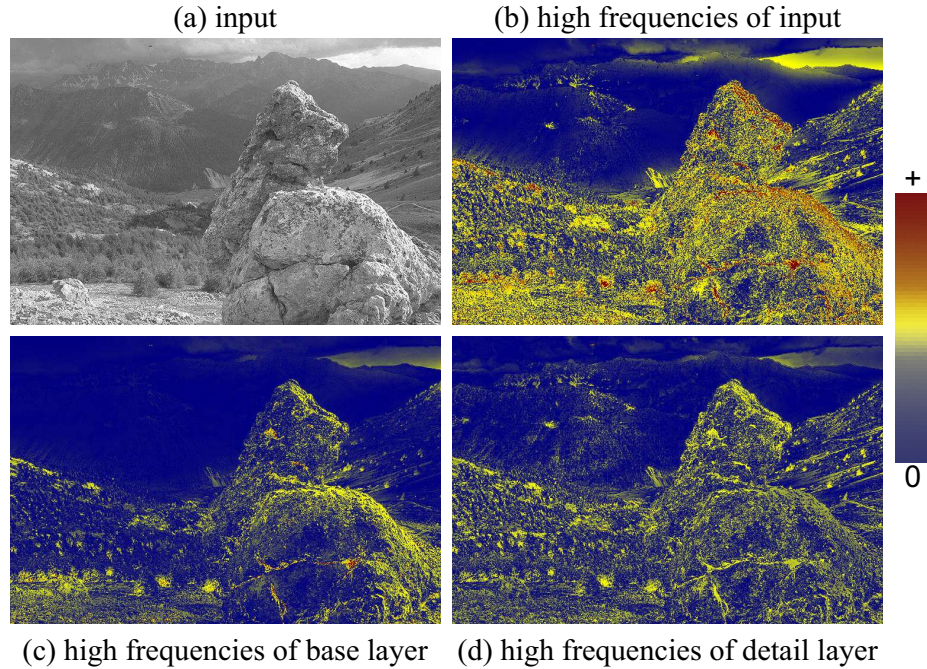 (a) input
(b) high frequencies of input
+
0
(c) high frequencies of base layer
(d) high frequencies of detail layer